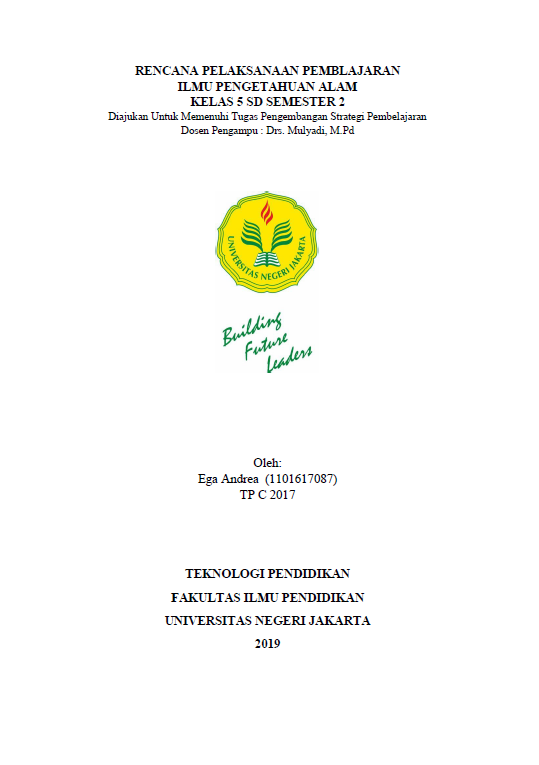 RENCANA PELAKSANAAN PEMBLAJARAN
ILMU PENGETAHUAN ALAM
KELAS 5 SD SEMESTER 2
Diajukan Untuk Memenuhi Tugas Pengembangan Strategi Pembelajaran
Dosen Pengampu : Drs. Mulyadi, M.Pd
UNIVERSITAS NEGERI JAKARTA
Building
Future
Leaders
Oleh:
Ega Andrea (1101617087)
TP C 2017
TEKNOLOGI PENDIDIKAN
FAKULTAS ILMU PENDIDIKAN
UNIVERSITAS NEGERI JAKARTA
2019